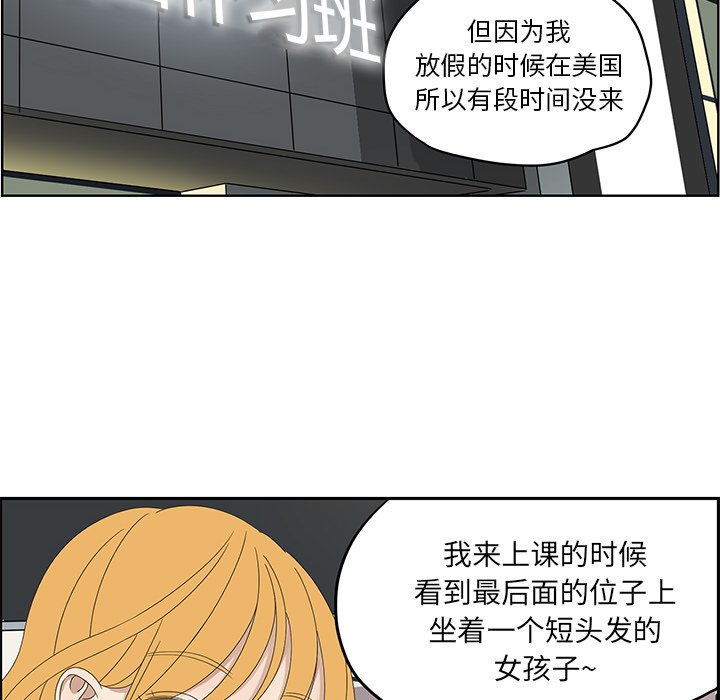 习班
但因为我
放假的时候在美国
所以有段时间没来
我来上课的时候
看到最后面的位子上
坐着一个短头发的
女孩子~